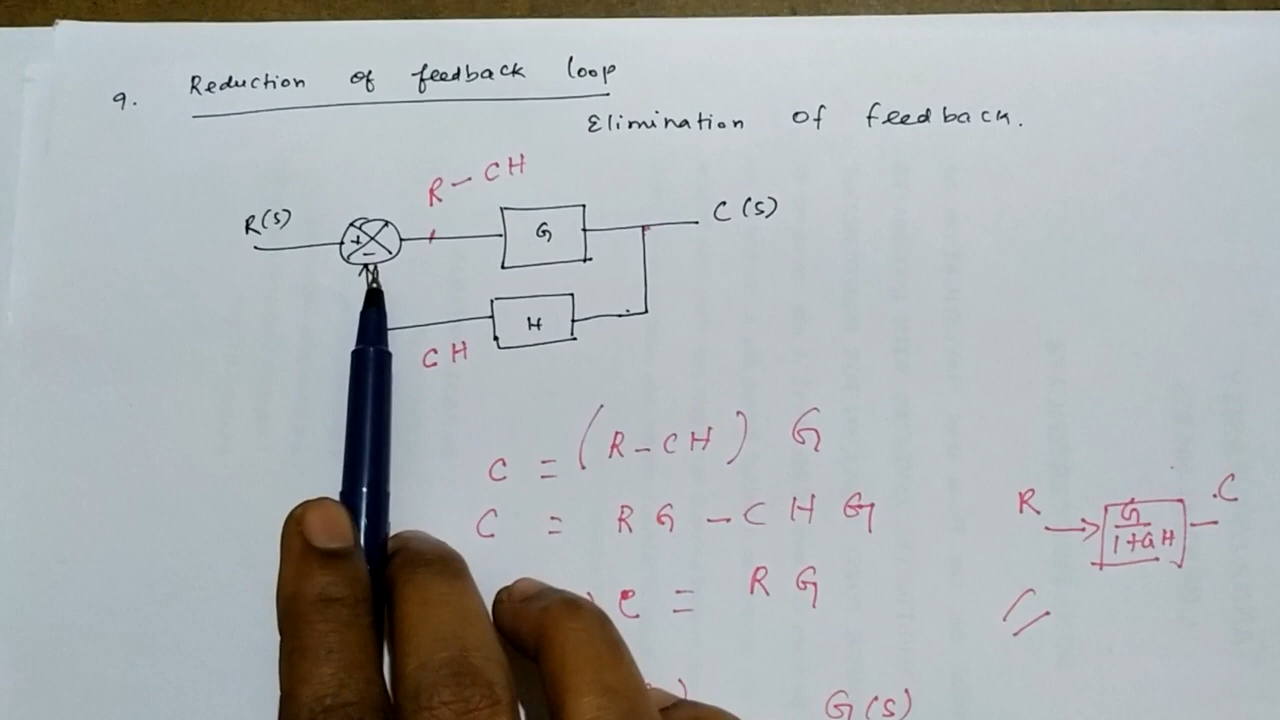 9. Reduction of feedback loop
Elimination of feedback.
R - CH
R(s) + - G C(s)
H
CH
C = (R - CH) G
C = RG - CHG
C = RG
R G/1+GH C
G(s)